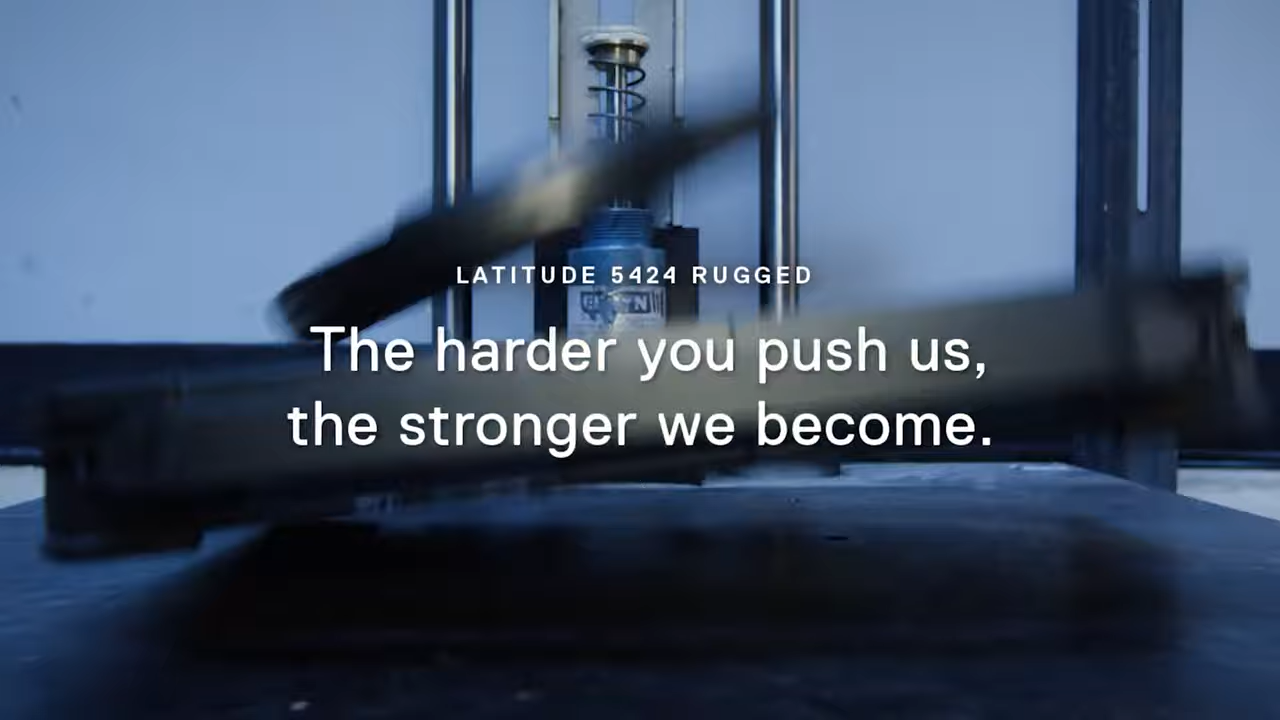 LATITUDE 5424 RUGGED
The harder you push us,
the stronger we become.